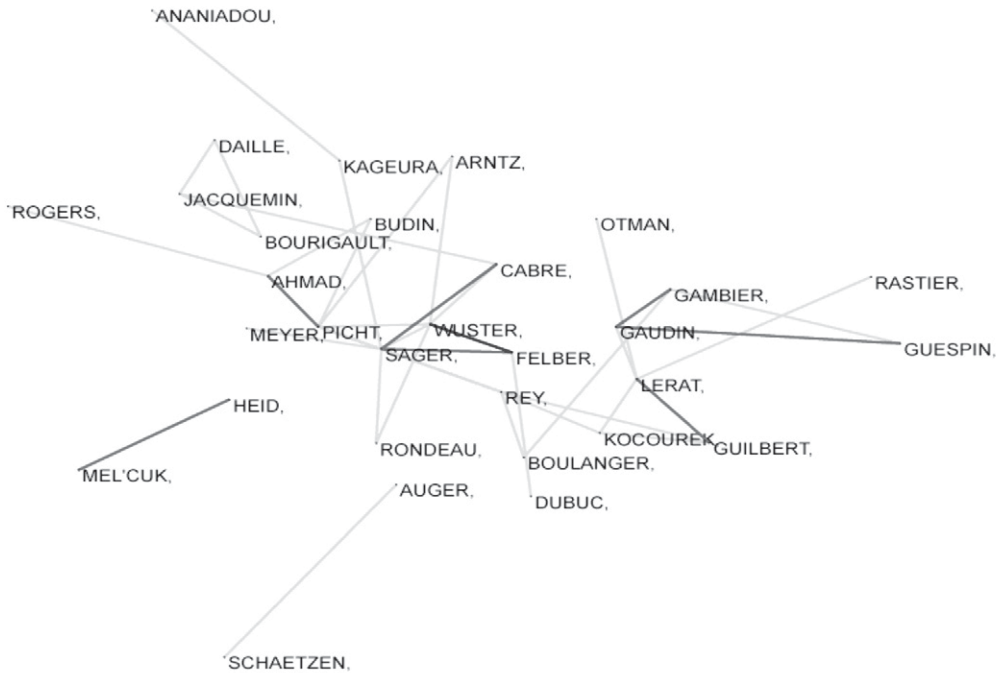 ANANIADOU,
DAILLE,
KAGEURA,
ARNTZ,
JACQUEMIN,
ROGERS,
BUDIN,
OTMAN,
BOURIGAULT,
CABRE,
AHMAD,
RASTIER,
GAMBIER,
MEYER,
PICHT,
WUSTER,
GAUDIN,
SAGER,
FELBER,
GUESPIN,
LERAT,
REY,
HEID,
KOCOUREK,
GUILBERT,
RONDEAU,
BOULANGER,
MEL'CUK,
AUGER,
DUBUC,
SCHAETZEN,